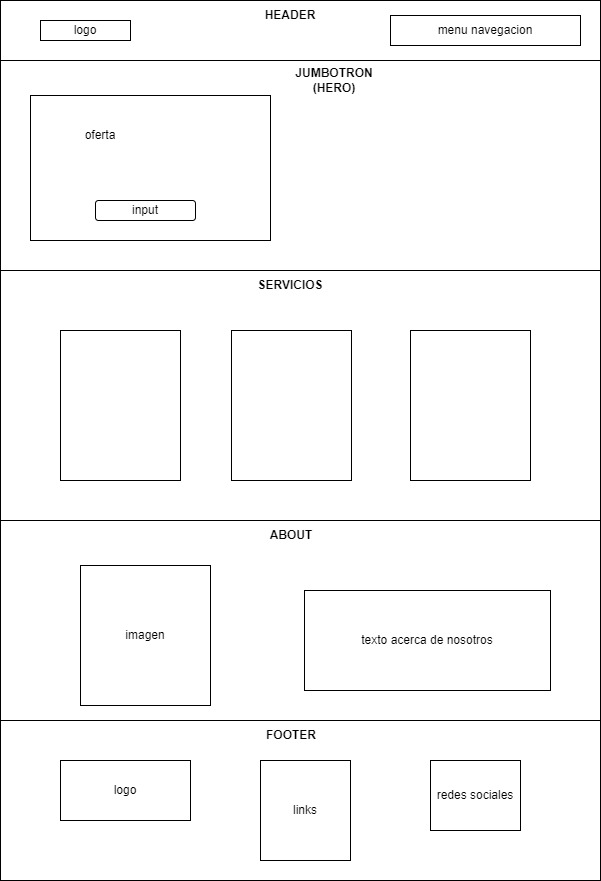 HEADER
logo
menu navegacion
JUMBOTRON
(HERO)
oferta
input
SERVICIOS
ABOUT
imagen
texto acerca de nosotros
FOOTER
logo
links
redes sociales